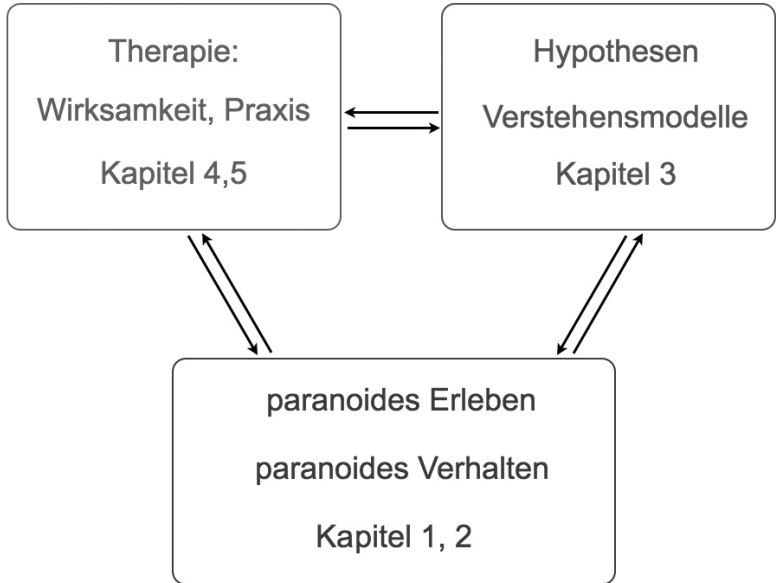 Therapie:
Wirksamkeit, Praxis
Kapitel 4,5
Hypothesen
Verstehensmodelle
Kapitel 3
paranoides Erleben
paranoides Verhalten
Kapitel 1, 2